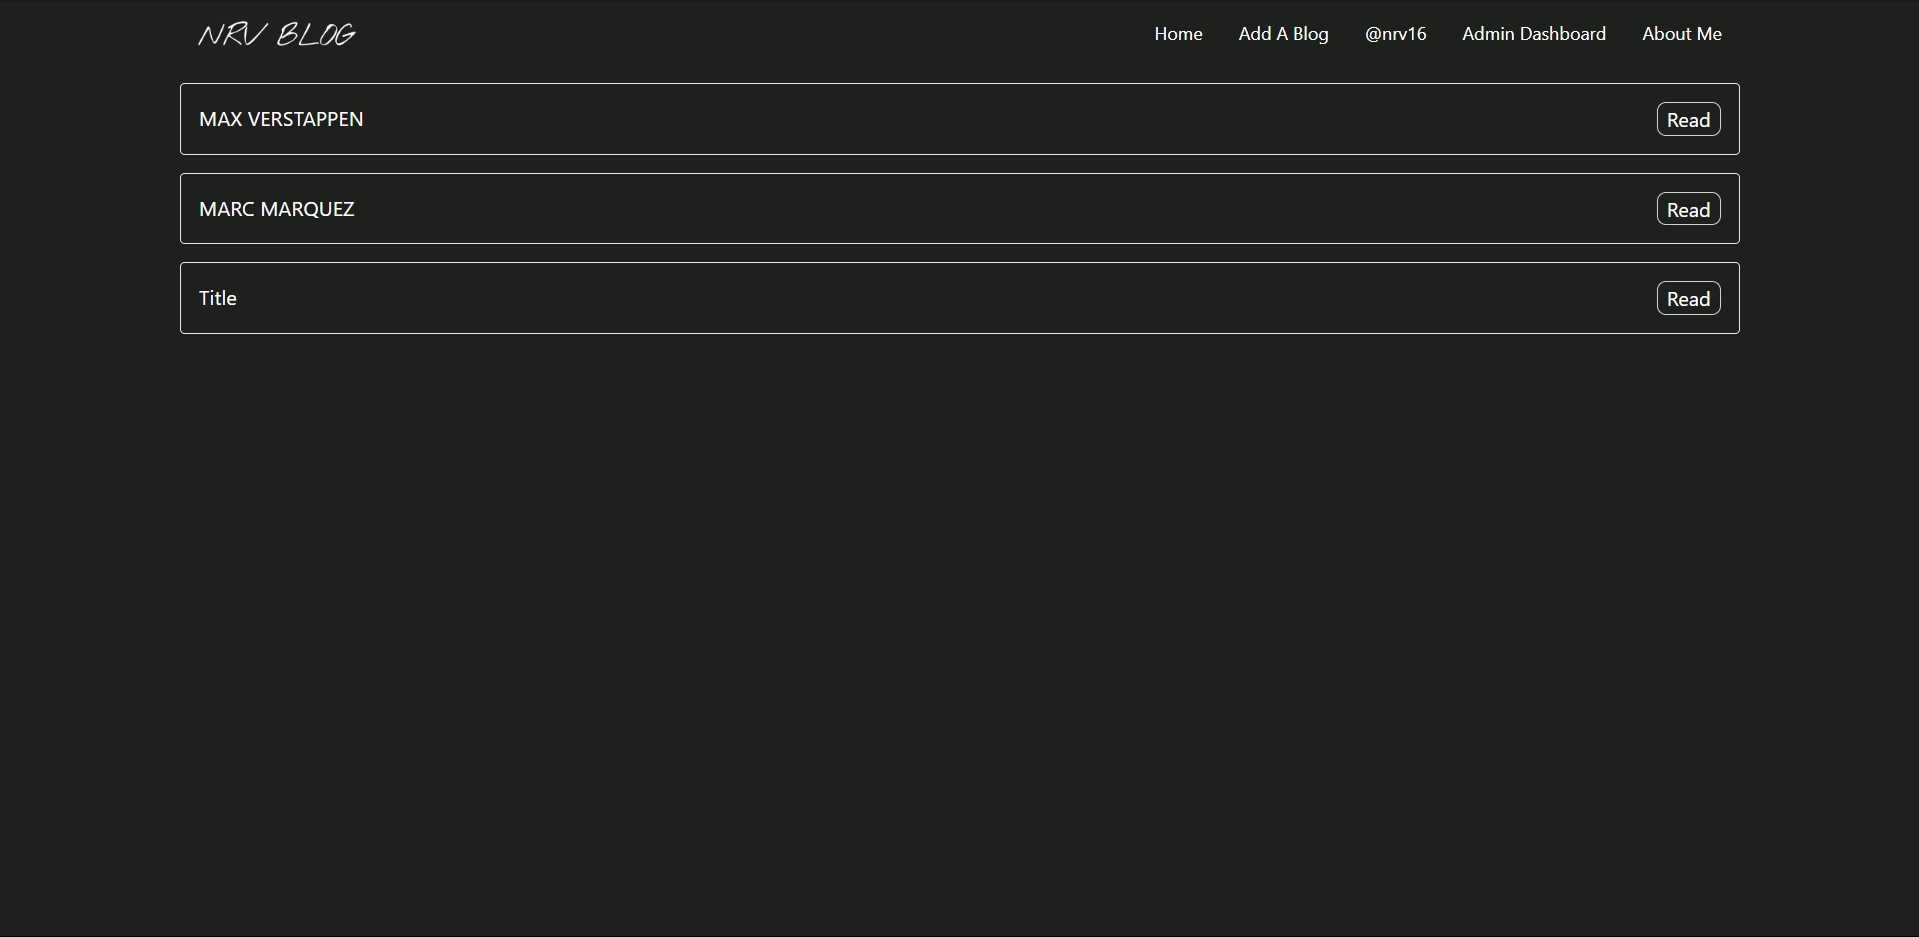 NRV BLOG
Home Add A Blog @nrv16 Admin Dashboard About Me
MAX VERSTAPPEN Read
MARC MARQUEZ Read
Title Read